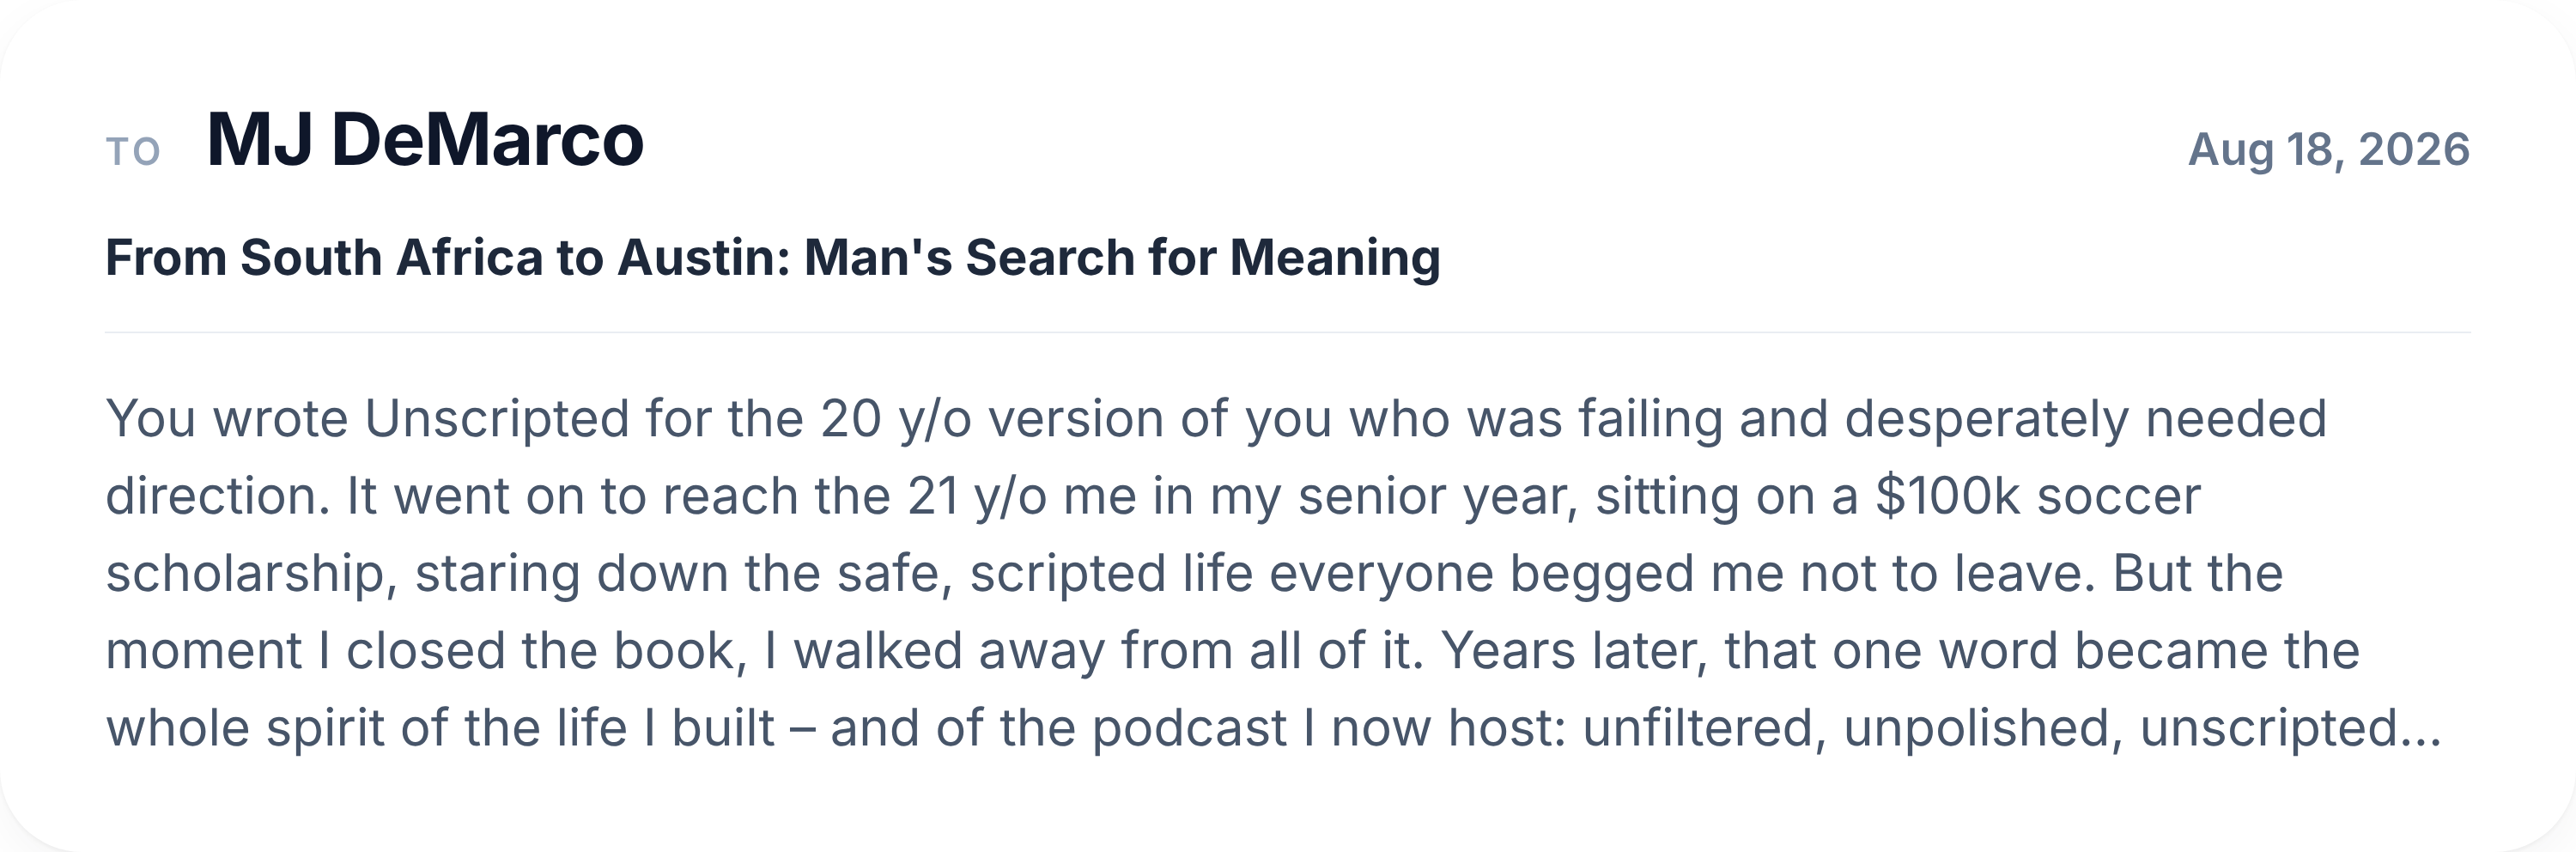 TO MJ DeMarco Aug 18, 2026
From South Africa to Austin: Man's Search for Meaning
You wrote Unscripted for the 20 y/o version of you who was failing and desperately needed
direction. It went on to reach the 21 y/o me in my senior year, sitting on a $100k soccer
scholarship, staring down the safe, scripted life everyone begged me not to leave. But the
moment I closed the book, I walked away from all of it. Years later, that one word became the
whole spirit of the life I built – and of the podcast I now host: unfiltered, unpolished, unscripted...